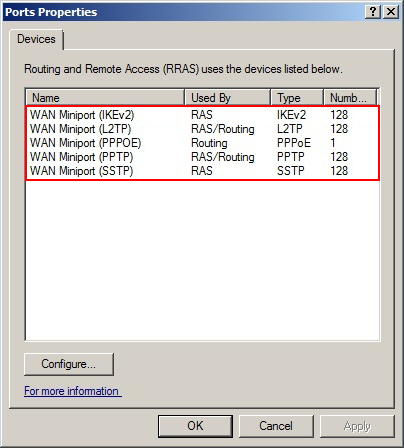 Ports Properties
Devices
Routing and Remote Access (RRAS) uses the devices listed below.
Name Used By Type Numb...
WAN Miniport (IKEv2) RAS IKEv2 128
WAN Miniport (L2TP) RAS/Routing L2TP 128
WAN Miniport (PPPOE) Routing PPPoE 1
WAN Miniport (PPTP) RAS/Routing PPTP 128
WAN Miniport (SSTP) RAS SSTP 128
Configure...
For more information
OK Cancel Apply